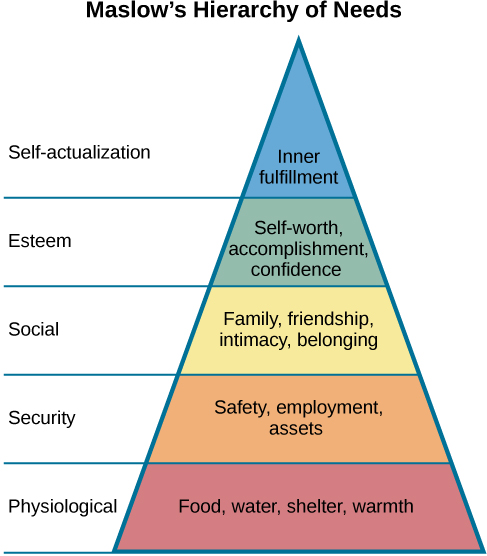 Maslow’s Hierarchy of Needs
Self-actualization
Inner
fulfillment
Esteem
Self-worth,
accomplishment,
confidence
Social
Family, friendship,
intimacy, belonging
Security
Safety, employment,
assets
Physiological
Food, water, shelter, warmth